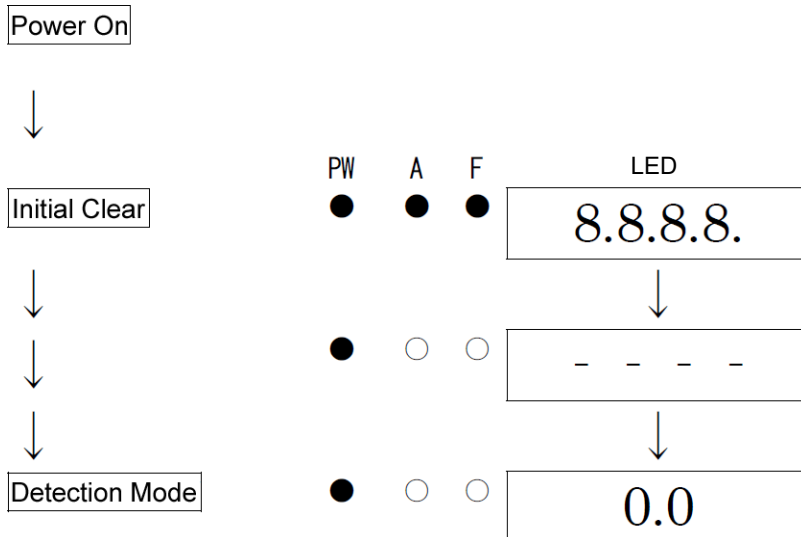 Power On
PW A F LED
Initial Clear 8.8.8.8.
- - - -
Detection Mode 0.0